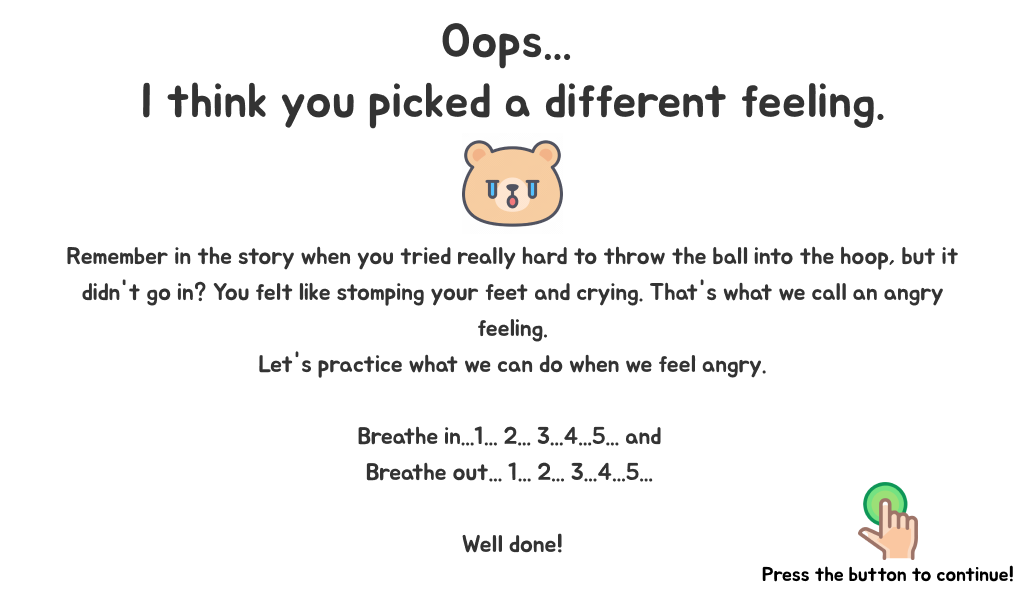 Oops...
I think you picked a different feeling.
Remember in the story when you tried really hard to throw the ball into the hoop, but it
didn't go in? You felt like stomping your feet and crying. That's what we call an angry
feeling.
Let's practice what we can do when we feel angry.
Breathe in...1... 2... 3...4...5... and
Breathe out... 1... 2... 3...4...5...
Well done!
Press the button to continue!